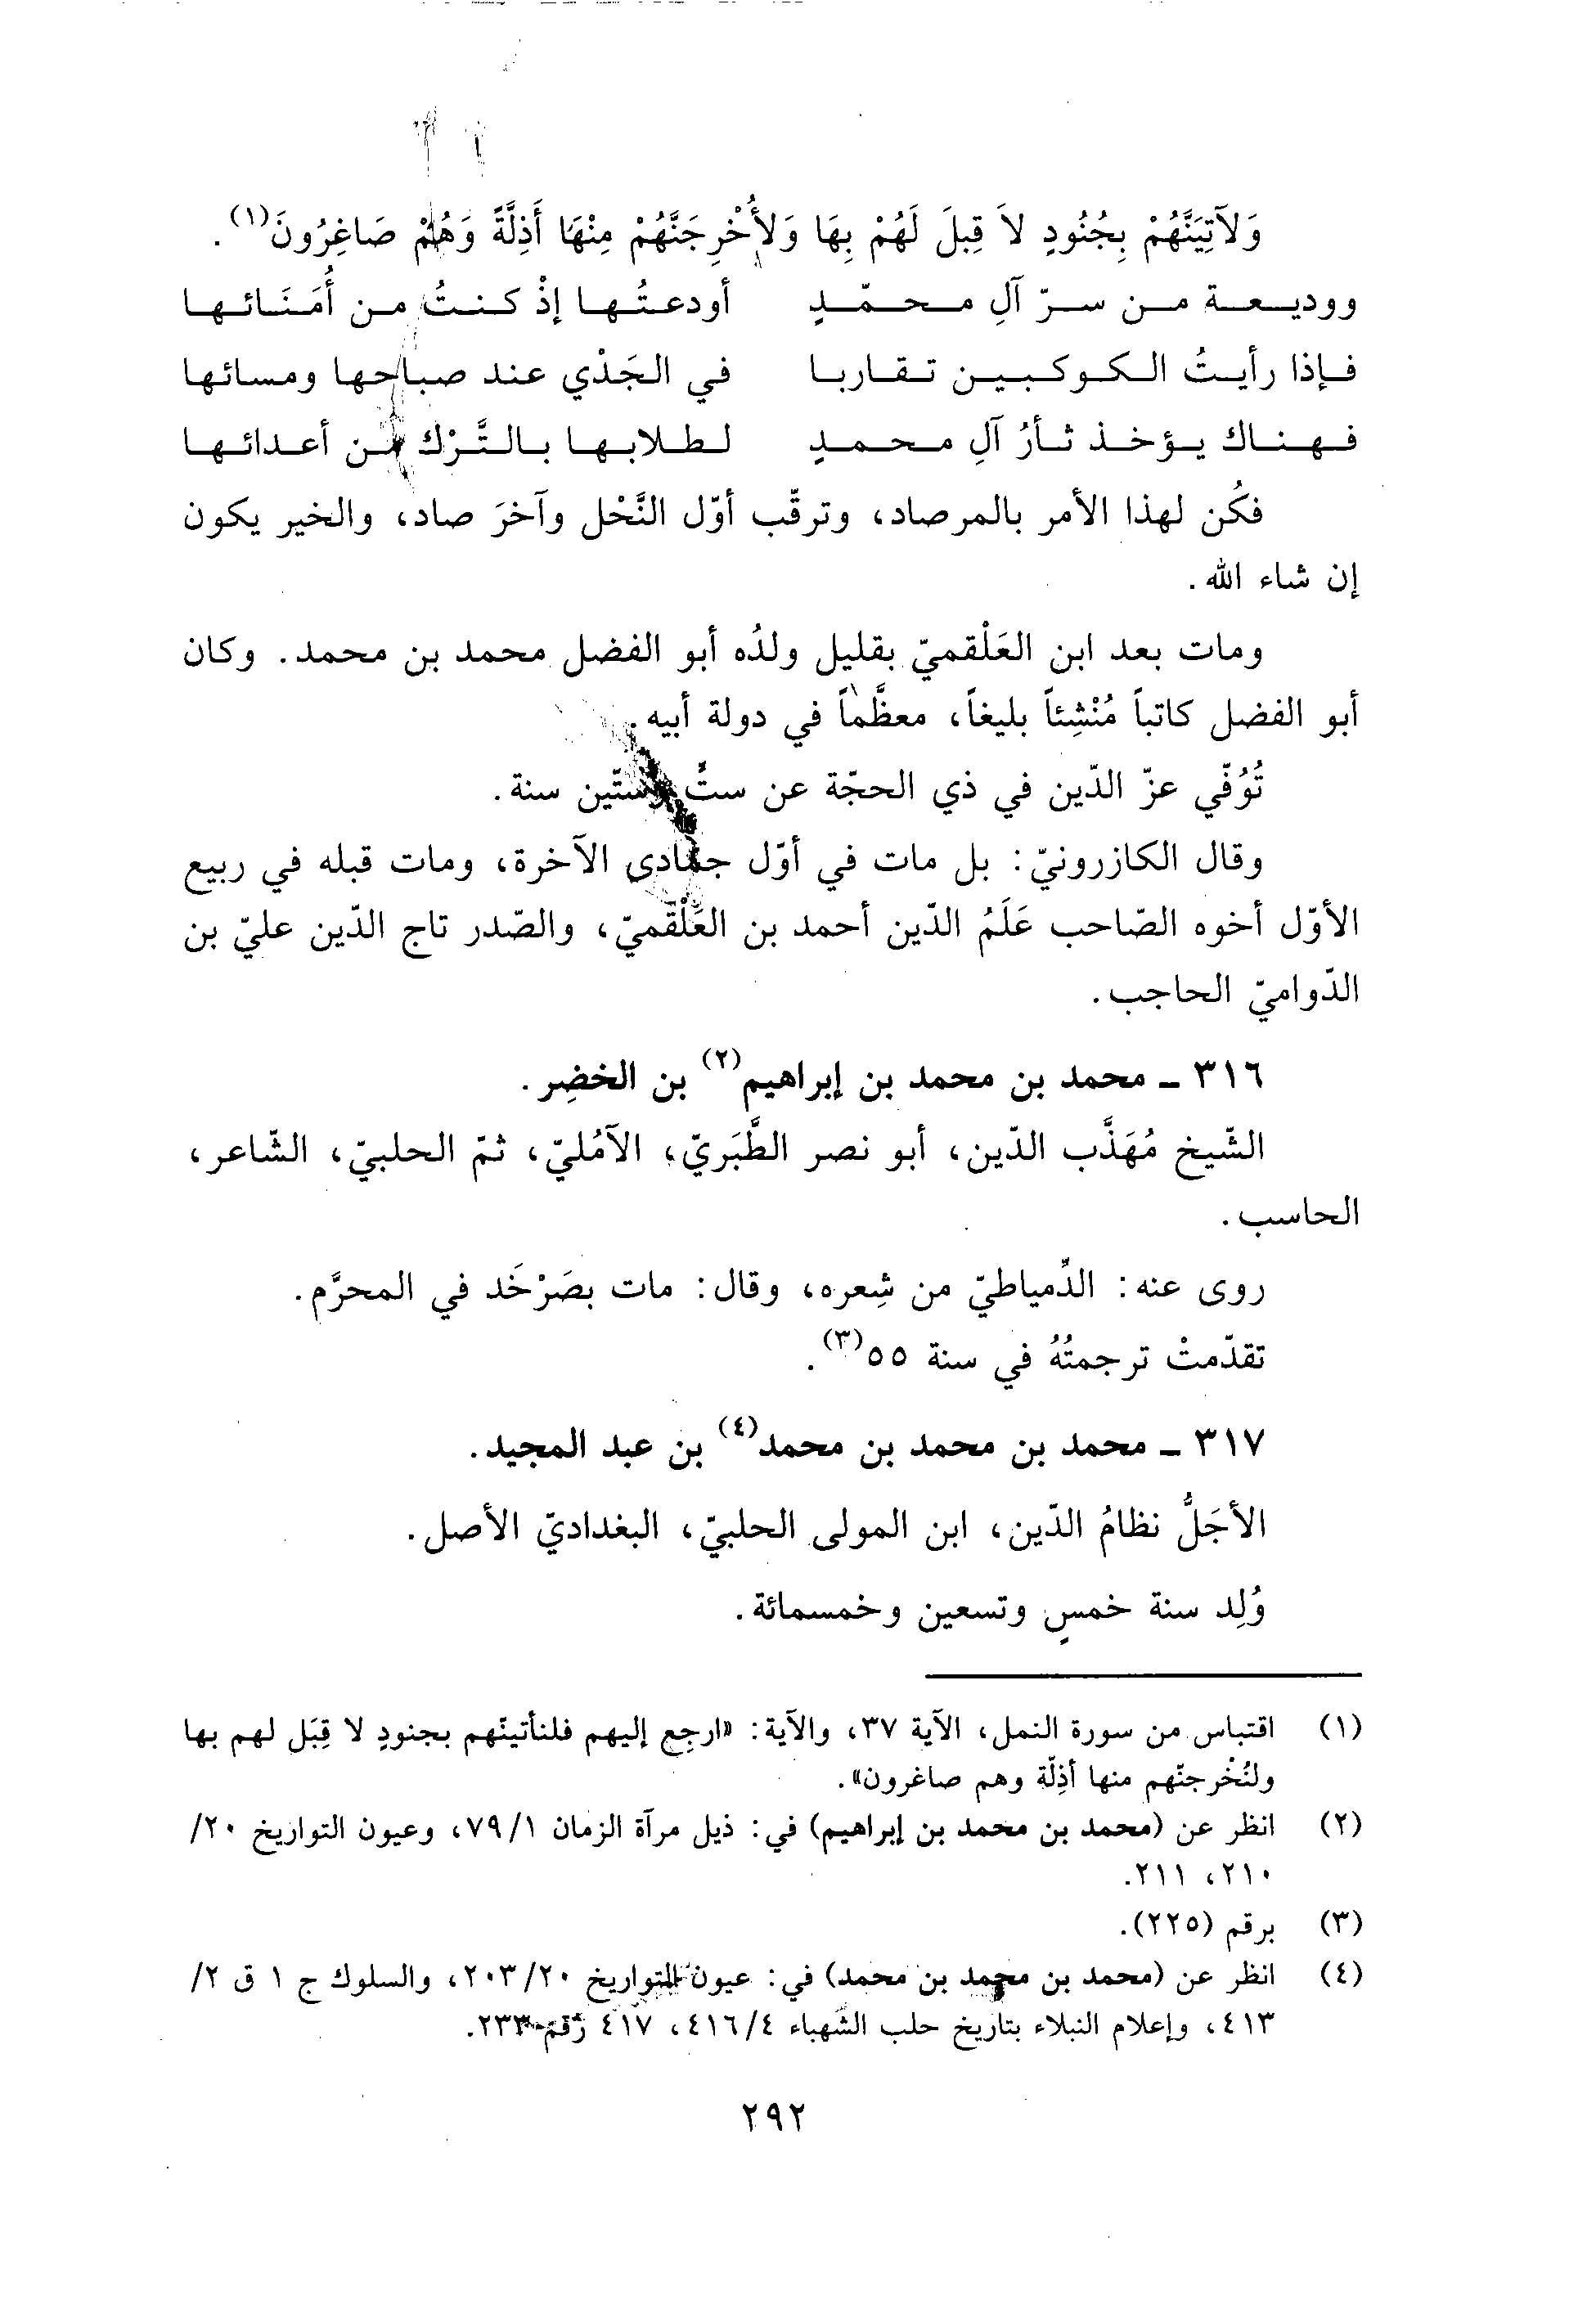 وَلآتِيَنَّهُمْ بِجُنُودٍ لاَ قِبلَ لَهُمْ بِهَا وَلأُخْرِجَنَّهُمْ مِنْهَا أَذِلَّةً وَهُمْ صَاغِرُونَ(١).
ووديعة من سرّ آلِ محمّدٍ أودعتُها إذْ كنتُ من أُمَنَائها
فإذا رأيتُ الكوكبين تقاربا في الجَدْي عند صباحها ومسائها
فهناك يؤخذ ثأرُ آلِ محمدٍ لطلابها بالتَّرْك من أعدائها
فكُن لهذا الأمر بالمرصاد، وترقّب أوّل النَّحْل وآخرَ صاد، والخير يكون
إن شاء الله.
ومات بعد ابن العَلْقميّ بقليل ولدُه أبو الفضل محمد بن محمد. وكان
أبو الفضل كاتباً مُنْشِئاً بليغاً، معظَّماً في دولة أبيه.
تُوُفّي عزّ الدّين في ذي الحجّة عن ستٌّ وستّين سنة.
وقال الكازرونيّ: بل مات في أوّل جمادى الآخرة، ومات قبله في ربيع
الأوّل أخوه الصّاحب عَلَمُ الدّين أحمد بن العَلْقميّ، والصّدر تاج الدّين عليّ بن
الدّواميّ الحاجب.
٣١٦ ـ محمد بن محمد بن إبراهيم(٢) بن الخضِر.
الشّيخ مُهَذَّب الدّين، أبو نصر الطَّبَريّ، الآمُليّ، ثمّ الحلبيّ، الشّاعر،
الحاسب.
روى عنه: الدِّمياطيّ من شِعره، وقال: مات بصَرْخَد في المحرَّم.
تقدّمتْ ترجمتُهُ في سنة ٥٥(٣).
٣١٧ ـ محمد بن محمد بن محمد(٤) بن عبد المجيد.
الأجَلُّ نظامُ الدّين، ابن المولى الحلبيّ، البغداديّ الأصل.
وُلِد سنة خمسٍ وتسعين وخمسمائة.
(١) اقتباس من سورة النمل، الآية ٣٧، والآية: «ارجِع إليهم فلنأتينّهم بجنودٍ لا قِبَل لهم بها
ولنُخْرجنّهم منها أذِلّة وهم صاغرون».
(٢) انظر عن (محمد بن محمد بن إبراهيم) في: ذيل مرآة الزمان ١/ ٧٩، وعيون التواريخ ٢٠/
٢١٠، ٢١١.
(٣) برقم (٢٢٥).
(٤) انظر عن (محمد بن محمد بن محمد) في: عيون التواريخ ٢٠/ ٢٠٣، والسلوك ج ١ ق ٢/
٤١٣، وإعلام النبلاء بتاريخ حلب الشهباء ٤/ ٤١٦، ٤١٧ رقم ٢٣٣.
٢٩٢